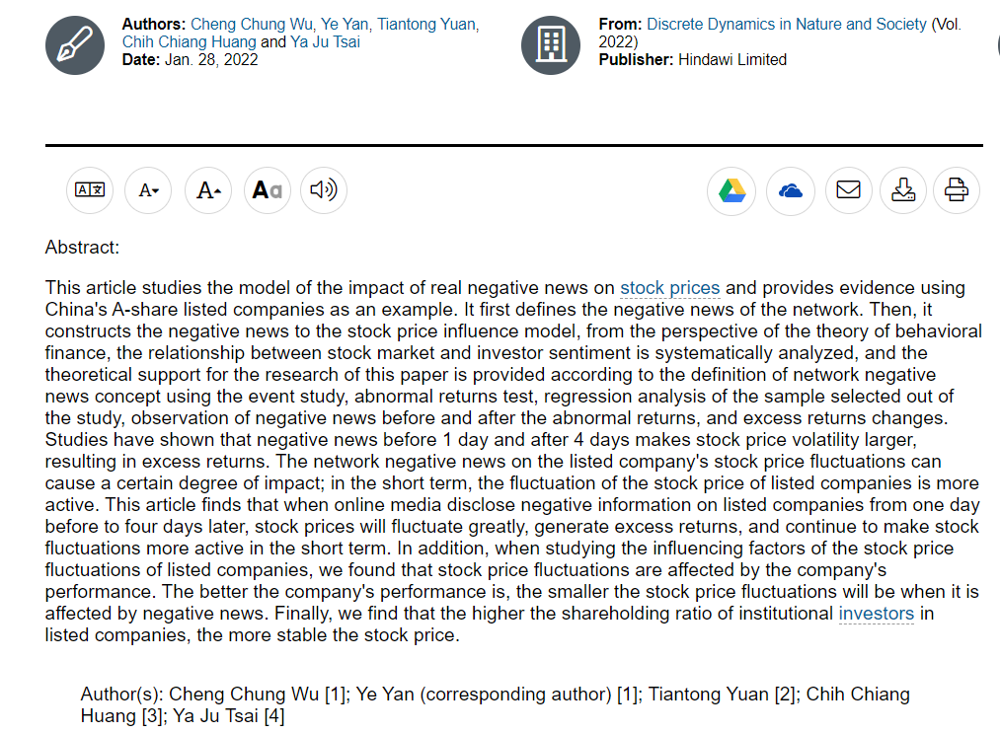 Authors: Cheng Chung Wu, Ye Yan, Tiantong Yuan,
Chih Chiang Huang and Ya Ju Tsai
Date: Jan. 28, 2022
From: Discrete Dynamics in Nature and Society (Vol.
2022)
Publisher: Hindawi Limited
A文 A A Aa
Abstract:
This article studies the model of the impact of real negative news on stock prices and provides evidence using
China's A-share listed companies as an example. It first defines the negative news of the network. Then, it
constructs the negative news to the stock price influence model, from the perspective of the theory of behavioral
finance, the relationship between stock market and investor sentiment is systematically analyzed, and the
theoretical support for the research of this paper is provided according to the definition of network negative
news concept using the event study, abnormal returns test, regression analysis of the sample selected out of
the study, observation of negative news before and after the abnormal returns, and excess returns changes.
Studies have shown that negative news before 1 day and after 4 days makes stock price volatility larger,
resulting in excess returns. The network negative news on the listed company's stock price fluctuations can
cause a certain degree of impact; in the short term, the fluctuation of the stock price of listed companies is more
active. This article finds that when online media disclose negative information on listed companies from one day
before to four days later, stock prices will fluctuate greatly, generate excess returns, and continue to make stock
fluctuations more active in the short term. In addition, when studying the influencing factors of the stock price
fluctuations of listed companies, we found that stock price fluctuations are affected by the company's
performance. The better the company's performance is, the smaller the stock price fluctuations will be when it is
affected by negative news. Finally, we find that the higher the shareholding ratio of institutional investors in
listed companies, the more stable the stock price.
Author(s): Cheng Chung Wu [1]; Ye Yan (corresponding author) [1]; Tiantong Yuan [2]; Chih Chiang
Huang [3]; Ya Ju Tsai [4]